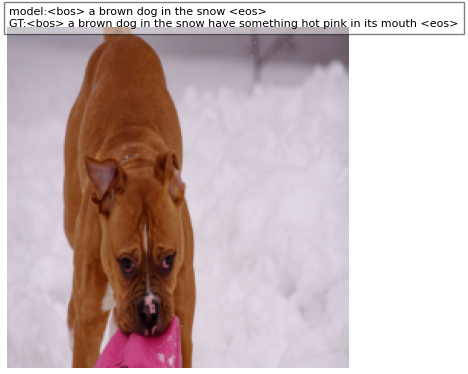 model:<bos> a brown dog in the snow <eos>
GT:<bos> a brown dog in the snow have something hot pink in its mouth <eos>